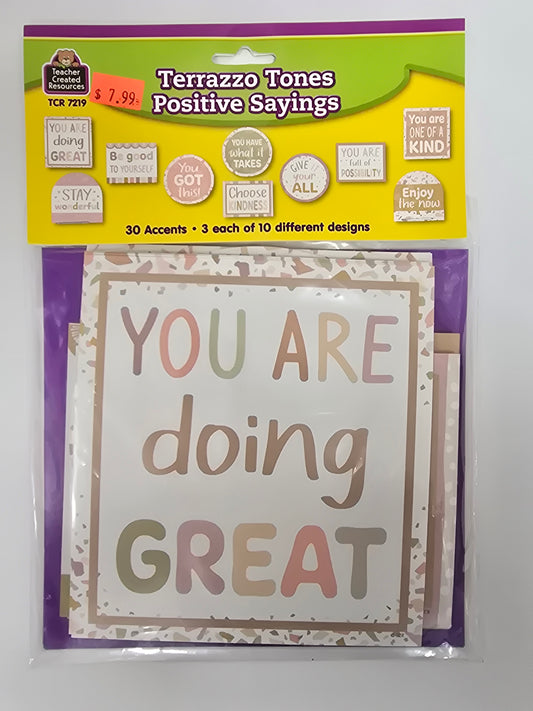 Teacher
Created
Resources
TCR 7219
$ 7.99
Terrazzo Tones
Positive Sayings
YOU ARE
doing
GREAT
Be good
TO YOURSELF
YOU
GOT
this!
YOU HAVE
what it
TAKES
GIVE it
your
ALL
YOU ARE
full of
POSSIBILITY
You are
ONE OF A
KIND
STAY
wonderful
Choose
KINDNESS
Enjoy
the now
30 Accents • 3 each of 10 different designs
YOU ARE
doing
GREAT